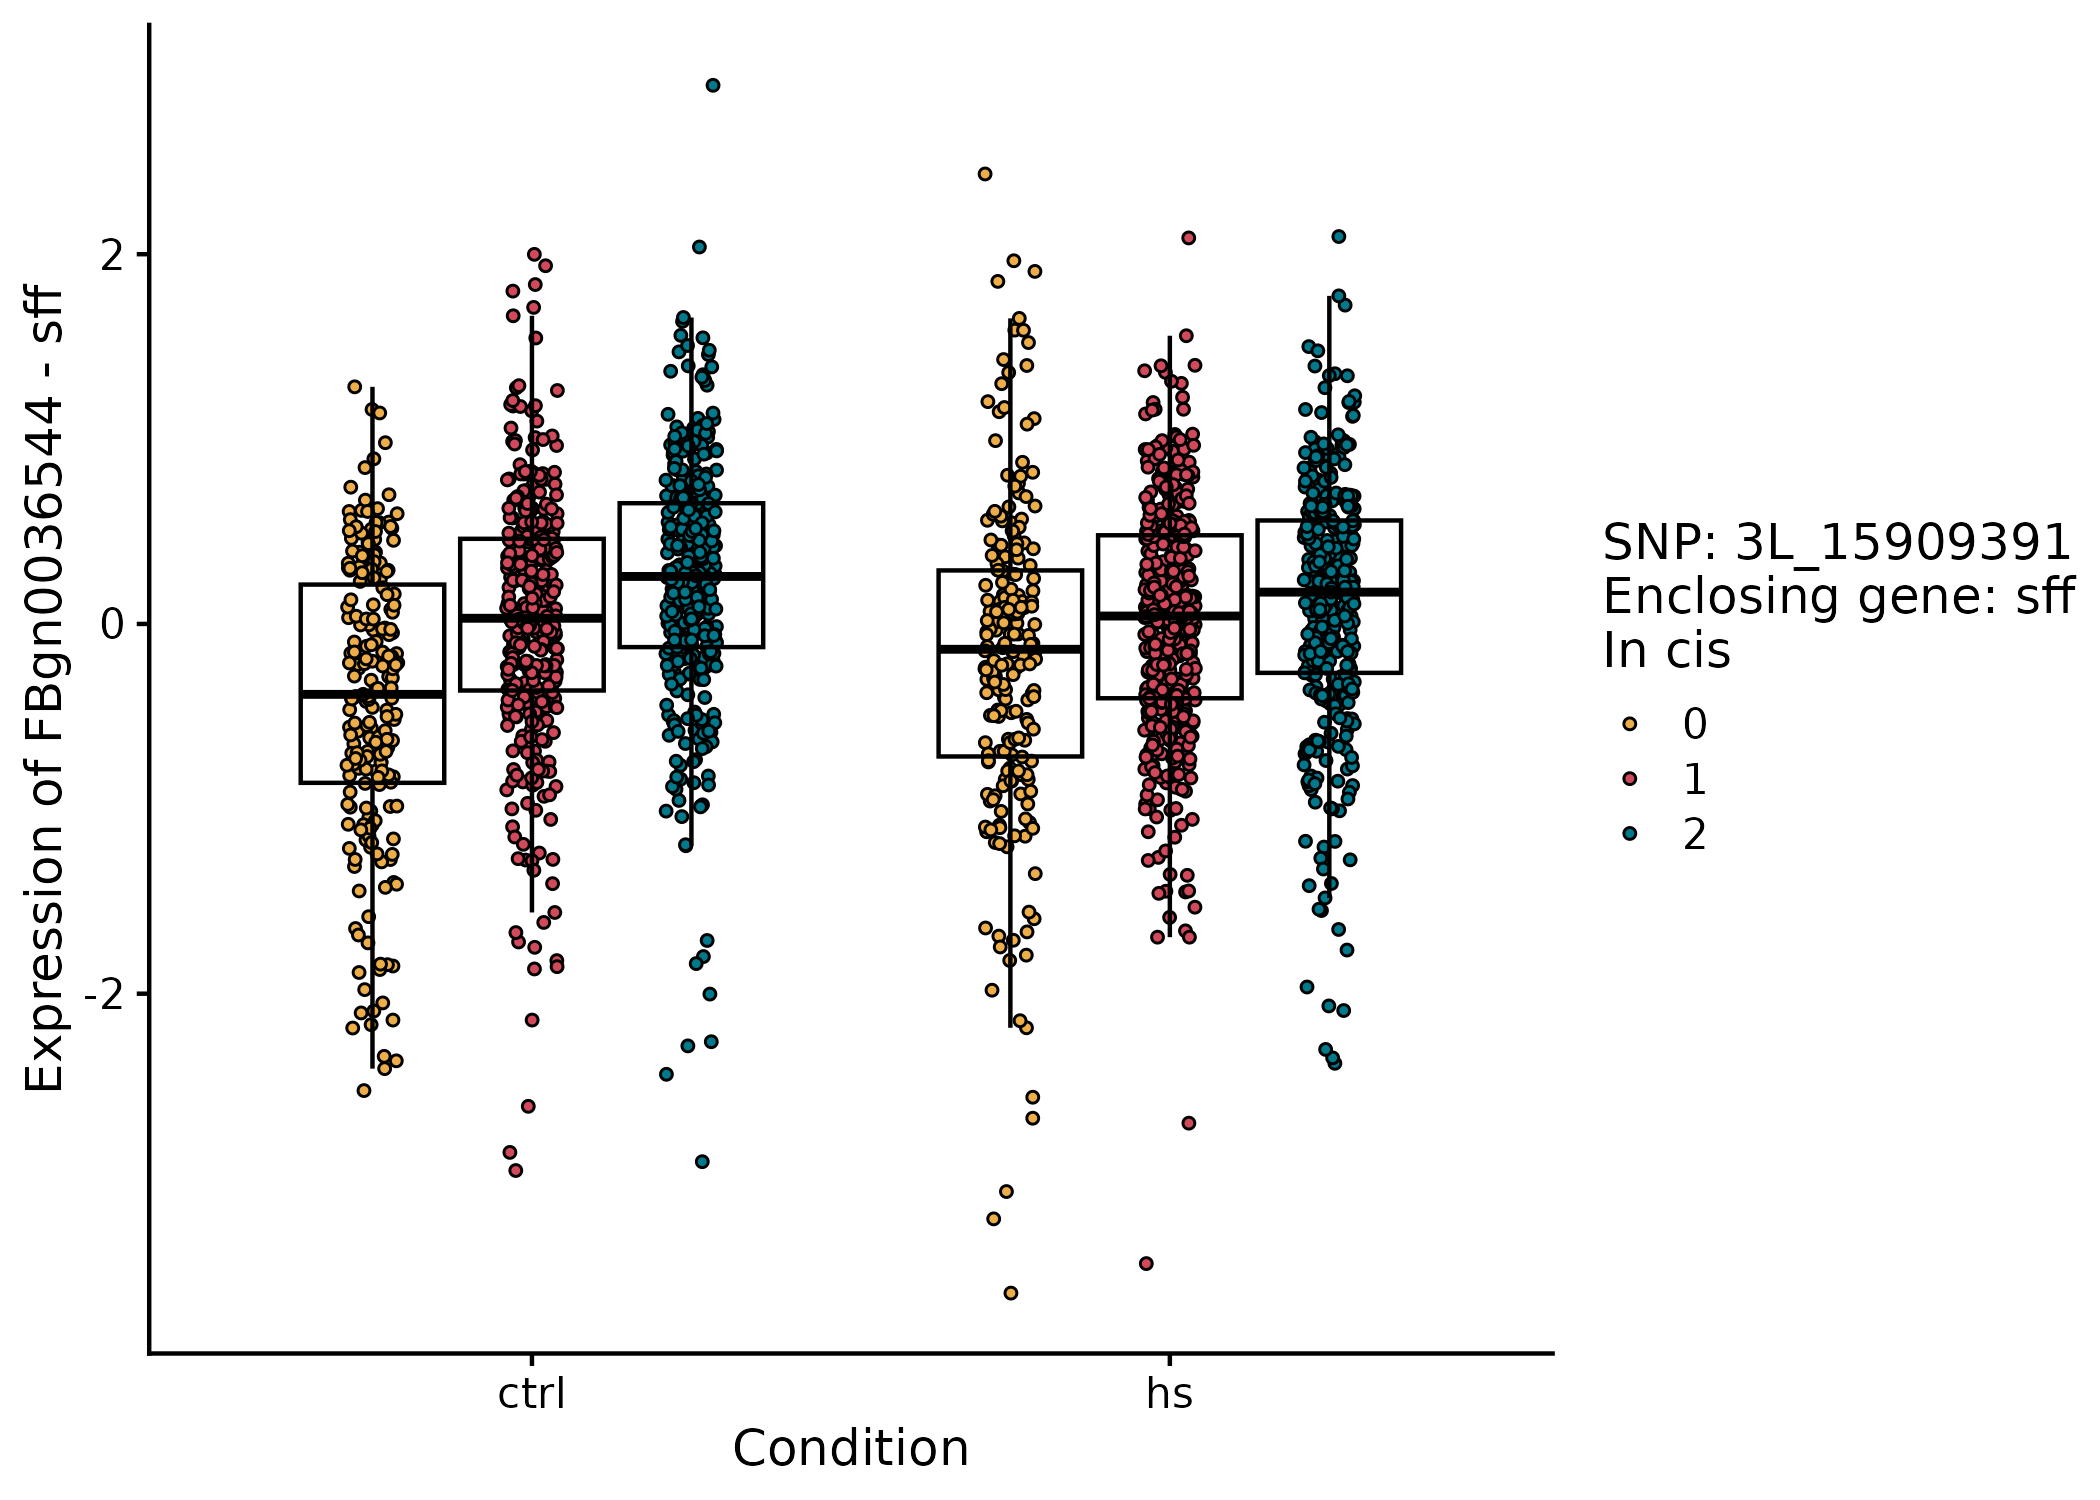 Expression of FBgn0036544 - sff
2
0
-2
ctrl
hs
Condition
SNP: 3L_15909391
Enclosing gene: sff
In cis
0
1
2